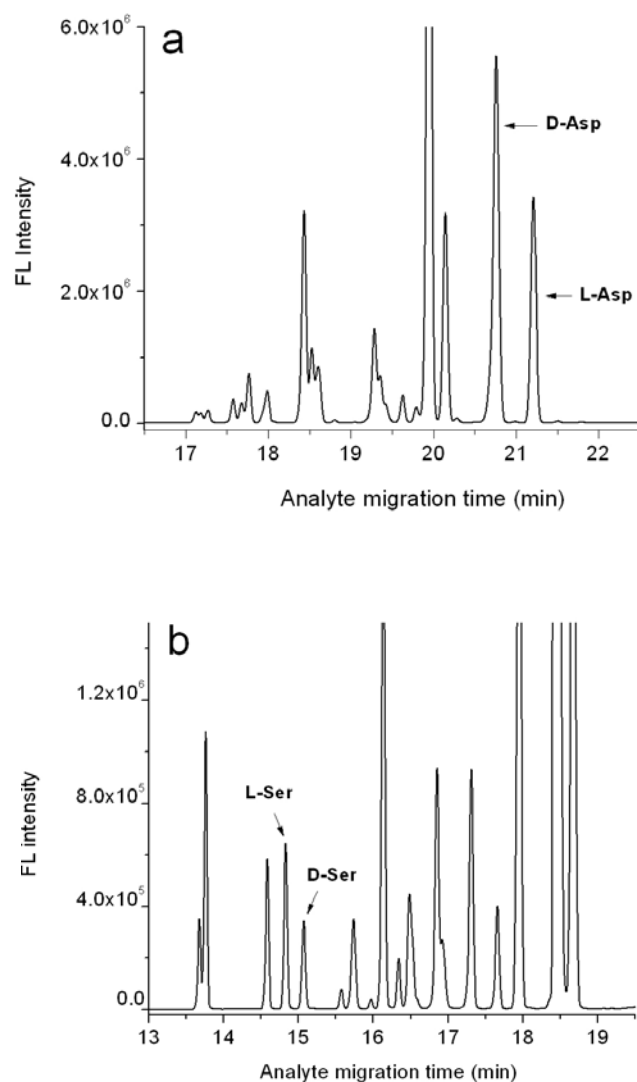 a
6.0x10⁶
4.0x10⁶
2.0x10⁶
0.0
FL Intensity
D-Asp
L-Asp
17 18 19 20 21 22
Analyte migration time (min)
b
1.2x10⁶
8.0x10⁵
4.0x10⁵
0.0
FL intensity
L-Ser
D-Ser
13 14 15 16 17 18 19
Analyte migration time (min)